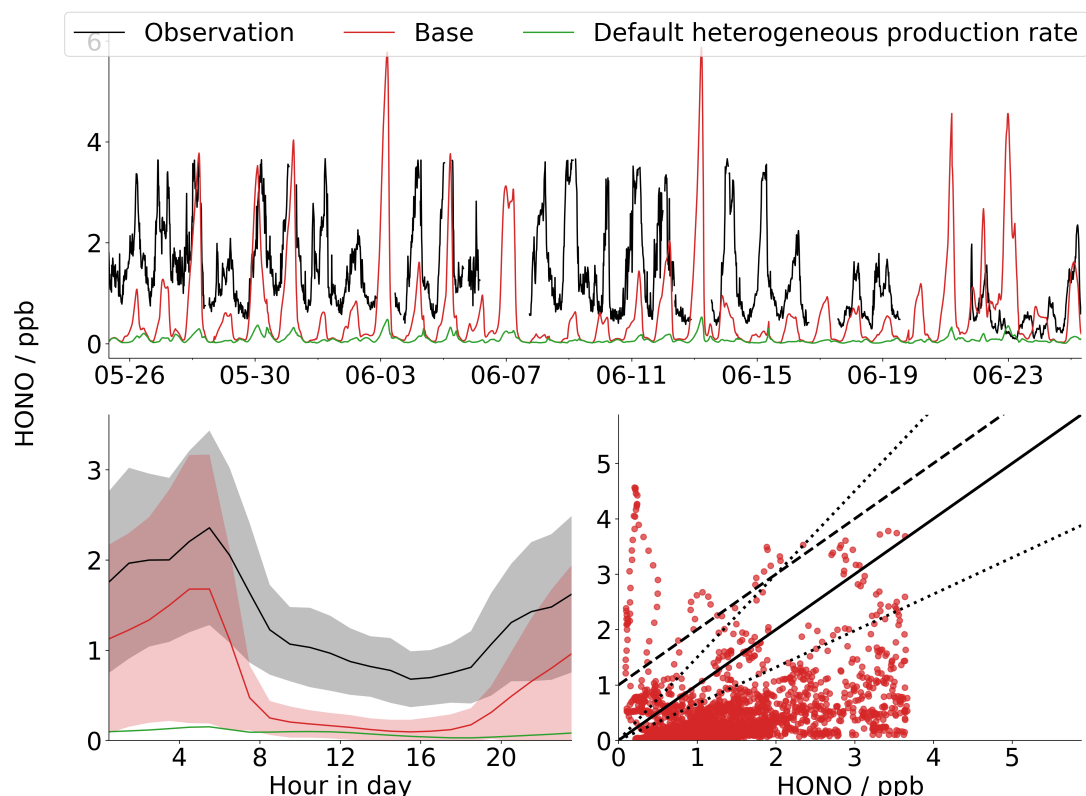 Observation Base Default heterogeneous production rate
6
4
2
0
05-26 05-30 06-03 06-07 06-11 06-15 06-19 06-23
HONO / ppb
3
2
1
0
4 8 12 16 20
Hour in day
5
4
3
2
1
0
0 1 2 3 4 5
HONO / ppb